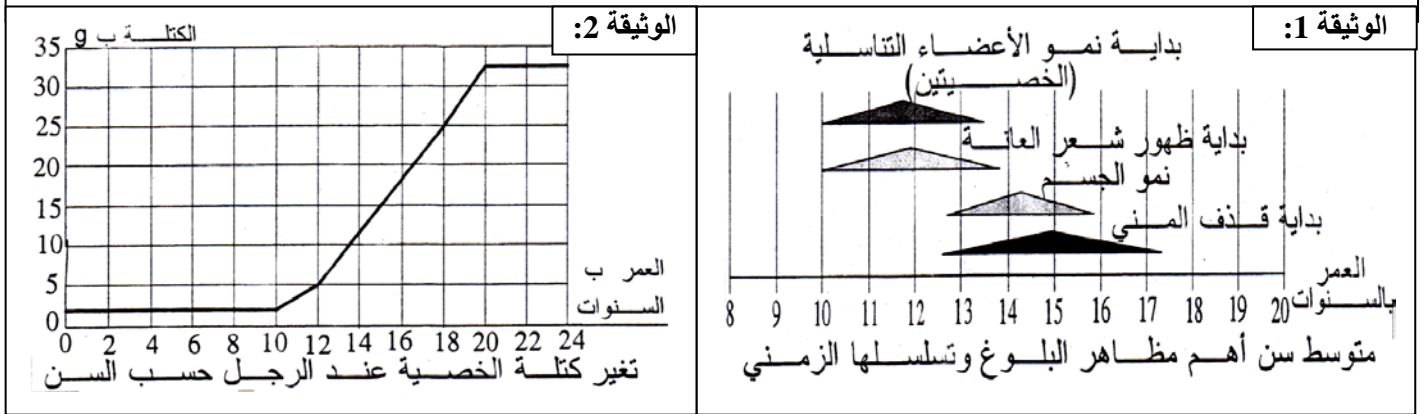 الوثيقة 1:
بداية نمو الأعضاء التناسلية
(الخصيتين)
بداية ظهور شعر العانة
نمو الجسم
بداية قذف المني
العمر
بالسنوات
8 9 10 11 12 13 14 15 16 17 18 19 20
متوسط سن أهم مظاهر البلوغ وتسلسلها الزمني
الوثيقة 2:
الكتلة ب g
35
30
25
20
15
10
5
0
العمر ب
السنوات
0 2 4 6 8 10 12 14 16 18 20 22 24
تغير كتلة الخصية عند الرجل حسب السن